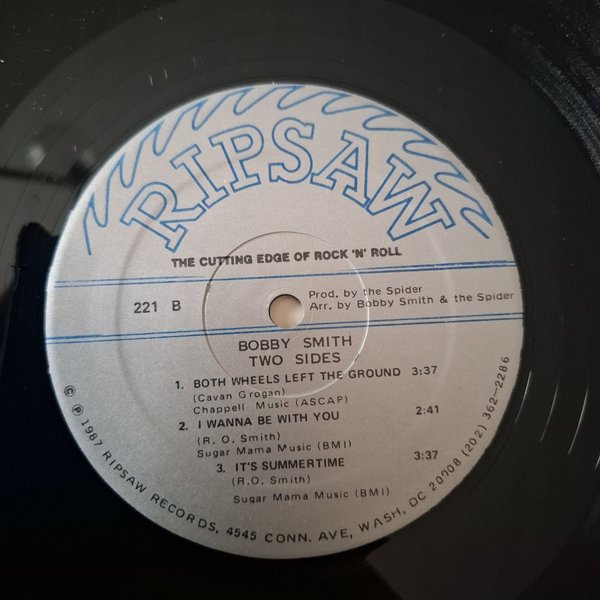 RIPSAW
THE CUTTING EDGE OF ROCK 'N' ROLL
221 B
Prod. by the Spider
Arr. by Bobby Smith & the Spider
BOBBY SMITH
TWO SIDES
1. BOTH WHEELS LEFT THE GROUND 3:37
(Cavan Grogan)
Chappell Music (ASCAP)
2. I WANNA BE WITH YOU 2:41
(R. O. Smith)
Sugar Mama Music (BMI)
3. IT'S SUMMERTIME 3:37
(R.O. Smith)
Sugar Mama Music (BMI)
© ℗ 1987 RIPSAW RECORDS, 4545 CONN. AVE, WASH, DC 20908 (202) 362-2286